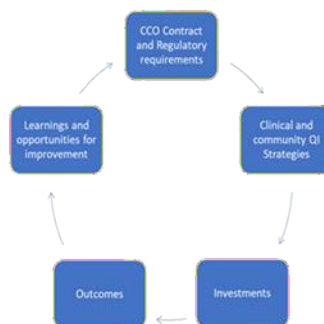 CCO Contract
and Regulatory
requirements
Clinical and
community QI
Strategies
Investments
Outcomes
Learnings and
opportunities for
improvement